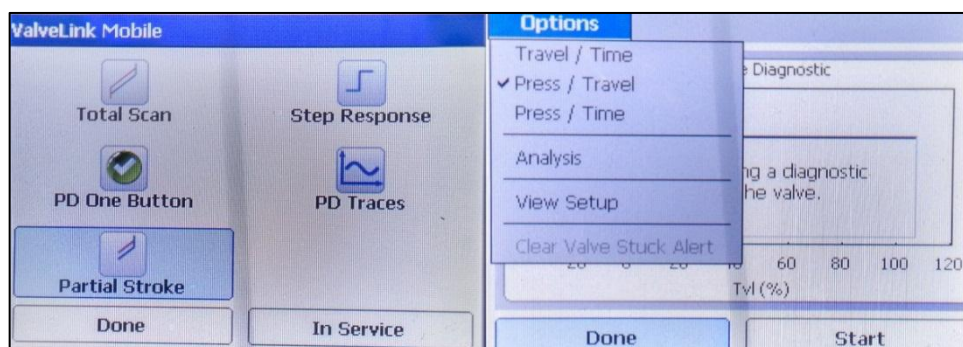 ValveLink Mobile
Total Scan
Step Response
PD One Button
PD Traces
Partial Stroke
Done
In Service
Options
Travel / Time
✓ Press / Travel
Press / Time
Analysis
View Setup
Clear Valve Stuck Alert
Diagnostic
ng a diagnostic
he valve.
60 80 100 120
Tvl (%)
Done
Start